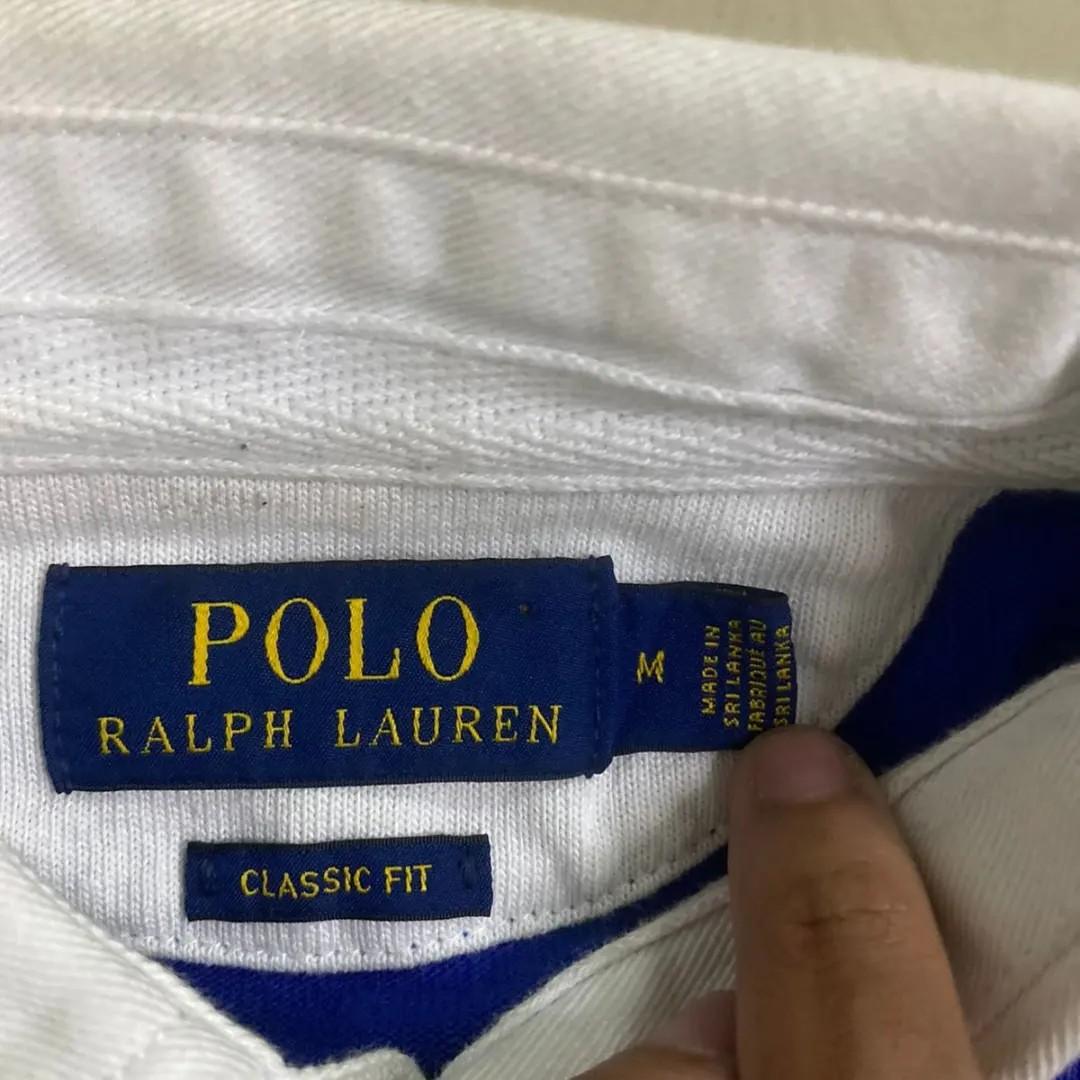 POLO
RALPH LAUREN
M
MADE IN
SRI LANKA
FABRIQUÉ AU
SRI LANKA
CLASSIC FIT